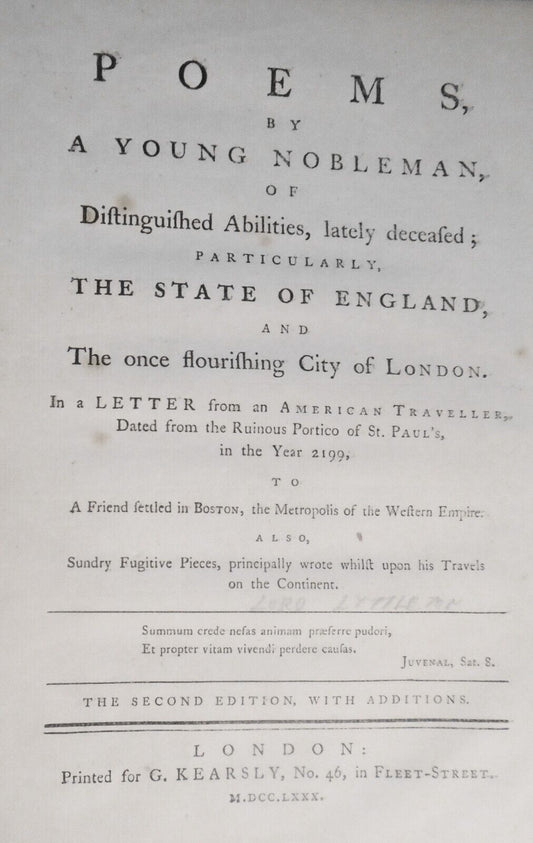 POEMS,
BY
A YOUNG NOBLEMAN,
OF
Diſtinguiſhed Abilities, lately deceaſed;
PARTICULARLY,
THE STATE OF ENGLAND,
AND
The once flouriſhing City of LONDON.
In a LETTER from an AMERICAN TRAVELLER,
Dated from the Ruinous Portico of St. PAUL's,
in the Year 2199,
TO
A Friend ſettled in BOSTON, the Metropolis of the Weſtern Empire.
ALSO,
Sundry Fugitive Pieces, principally wrote whilſt upon his Travels
on the Continent.
LORD LYTTLETON
Summum crede nefas animam præferre pudori,
Et propter vitam vivendi perdere cauſas.
JUVENAL, Sat. 8.
THE SECOND EDITION, WITH ADDITIONS.
LONDON:
Printed for G. KEARSLY, No. 46, in FLEET-STREET.
M.DCC.LXXX.